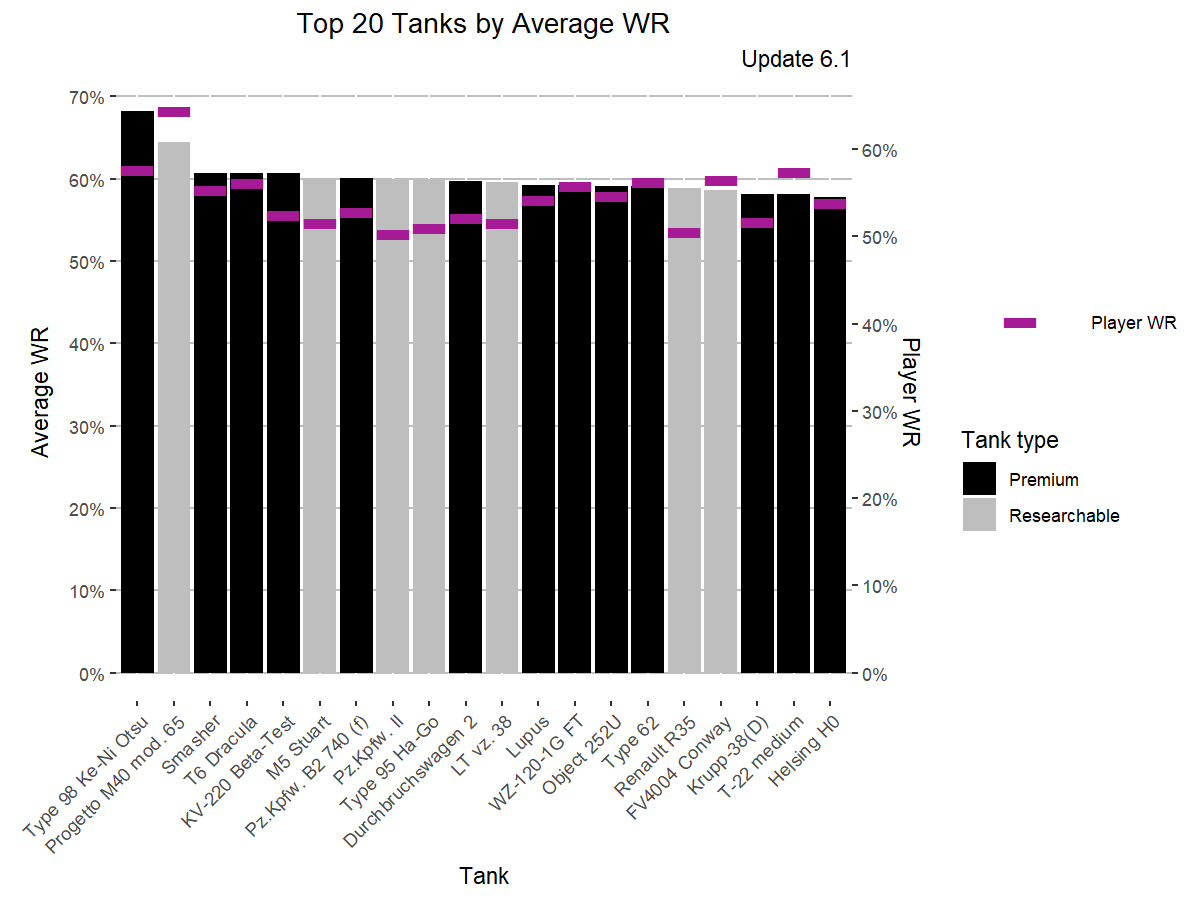 Top 20 Tanks by Average WR
Update 6.1
70%
60%
50%
40%
30%
20%
10%
0%
Average WR
60%
50%
40%
30%
20%
10%
0%
Player WR
Type 98 Ke-Ni Otsu
Progetto M40 mod. 65
Smasher
T6 Dracula
KV-220 Beta-Test
M5 Stuart
Pz.Kpfw. B2 740 (f)
Pz.Kpfw. II
Type 95 Ha-Go
Durchbruchswagen 2
LT vz. 38
Lupus
WZ-120-1G FT
Object 252U
Type 62
Renault R35
FV4004 Conway
Krupp-38(D)
T-22 medium
Helsing H0
Tank
Player WR
Tank type
Premium
Researchable